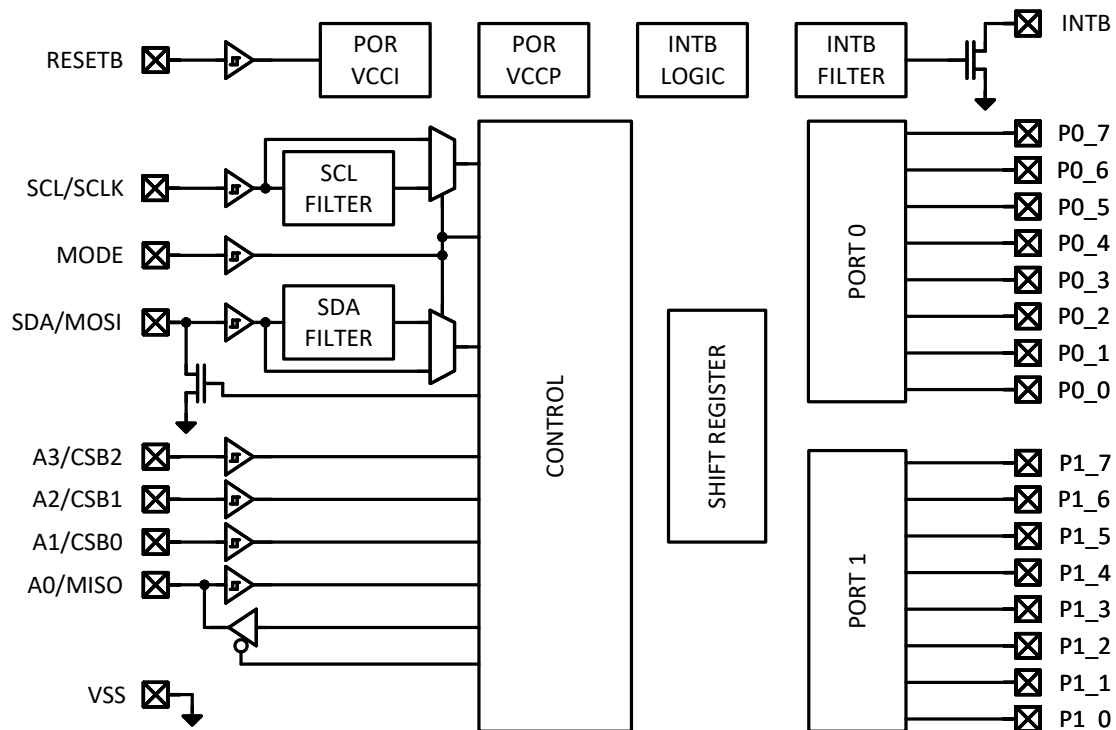 RESETB
POR
VCCI
POR
VCCP
INTB
LOGIC
INTB
FILTER
INTB
SCL/SCLK
SCL
FILTER
MODE
SDA/MOSI
SDA
FILTER
A3/CSB2
A2/CSB1
A1/CSB0
A0/MISO
VSS
CONTROL
SHIFT REGISTER
PORT 0
P0_7
P0_6
P0_5
P0_4
P0_3
P0_2
P0_1
P0_0
PORT 1
P1_7
P1_6
P1_5
P1_4
P1_3
P1_2
P1_1
P1 0